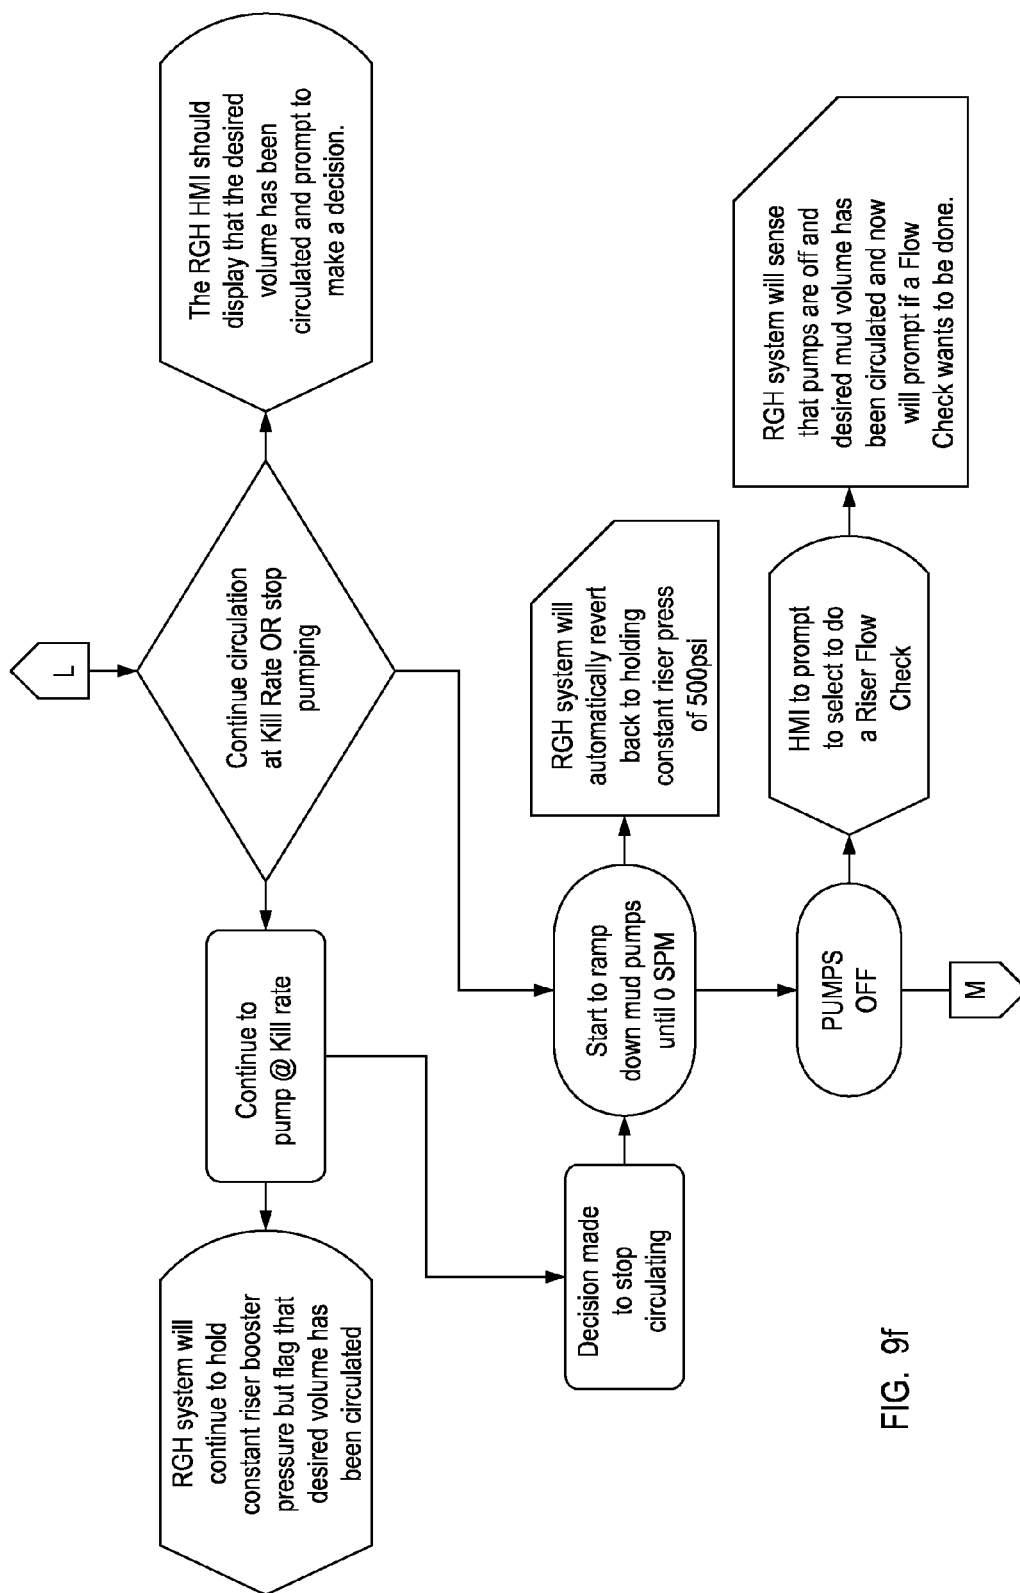 L
Continue circulation
at Kill Rate OR stop
pumping
The RGH HMI should
display that the desired
volume has been
circulated and prompt to
make a decision.
Continue to
pump @ Kill rate
RGH system will
continue to hold
constant riser booster
pressure but flag that
desired volume has
been circulated
Decision made
to stop
circulating
Start to ramp
down mud pumps
until 0 SPM
RGH system will
automatically revert
back to holding
constant riser press
of 500psi
PUMPS
OFF
HMI to prompt
to select to do
a Riser Flow
Check
RGH system will sense
that pumps are off and
desired mud volume has
been circulated and now
will prompt if a Flow
Check wants to be done.
M
FIG. 9f